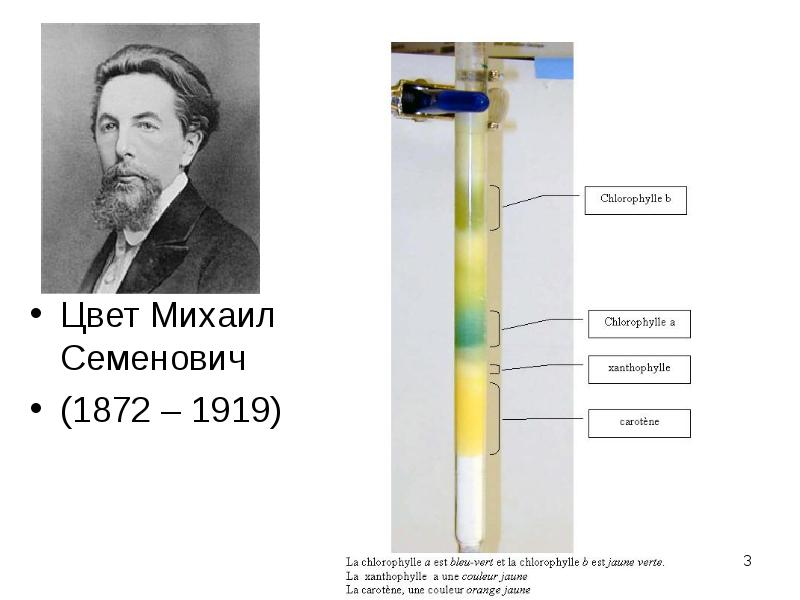 • Цвет Михаил
Семенович
• (1872 – 1919)
Chlorophylle b
Chlorophylle a
xanthophylle
carotène
La chlorophylle a est bleu-vert et la chlorophylle b est jaune verte.
La xanthophylle a une couleur jaune
La carotène, une couleur orange jaune
3